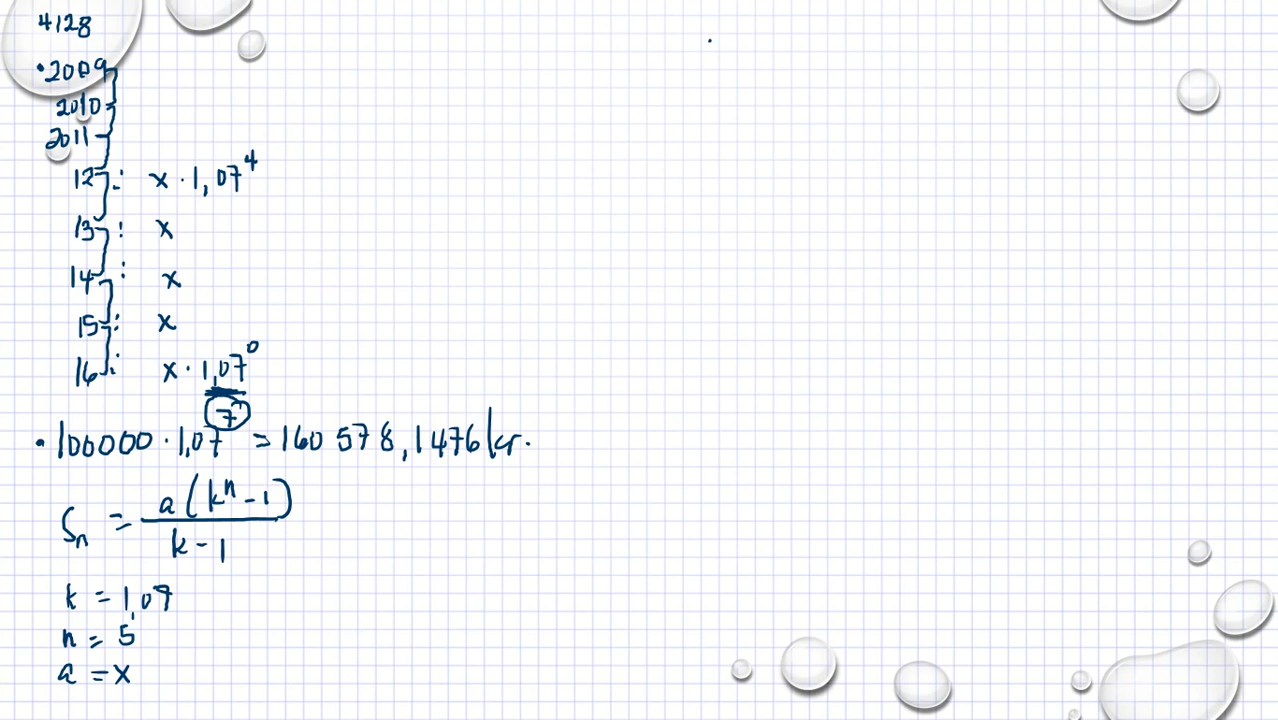 4128
• 2009
2010
2011
12: x · 1,07⁴
13: x
14: x
15: x
16: x · 1,07⁰
• 100000 · 1,07⁷ = 160 578,1476 kr.
Sₙ = a(kⁿ - 1) / k - 1
k = 1,07
n = 5
a = x